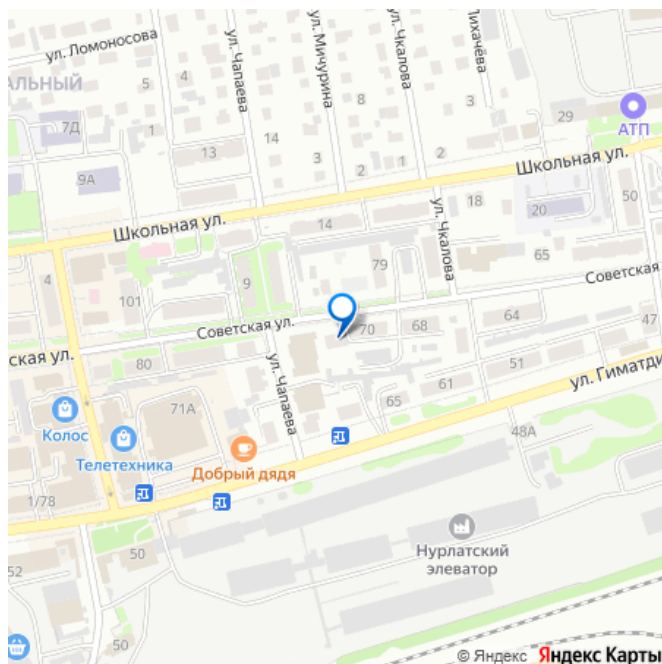 ул. Ломоносова
ул. Чапаева
ул. Мичурина
ул. Чкалова
Лихачёва
АЛЬНЫЙ
5
4
8
3
29
АТП
7Д
1
14
13
3
2
1
2
9А
Школьная ул.
20
18
50
Школьная ул.
14
ул. Чкалова
65
4
101
9
79
Советская
Советская ул.
70
68
64
47
ская ул.
80
ул. Чапаева
51
61
ул. Гиматди
71А
65
Колос
Телетехника
Добрый дядя
48А
1/78
50
52
Нурлатский
элеватор
50
© Яндекс Яндекс Карты